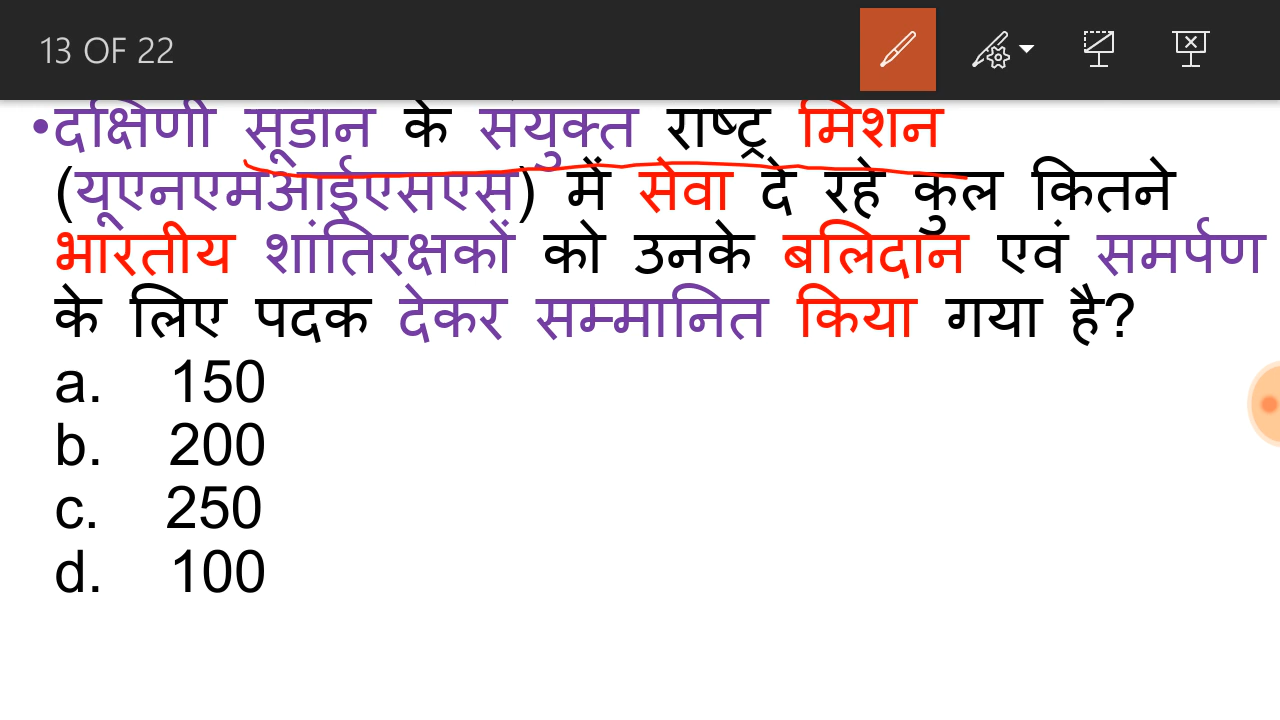 13 OF 22
•दक्षिणी सूडान के संयुक्त राष्ट्र मिशन
(यूएनएमआईएसएस) में सेवा दे रहे कुल कितने
भारतीय शांतिरक्षकों को उनके बलिदान एवं समर्पण
के लिए पदक देकर सम्मानित किया गया है?
a. 150
b. 200
c. 250
d. 100